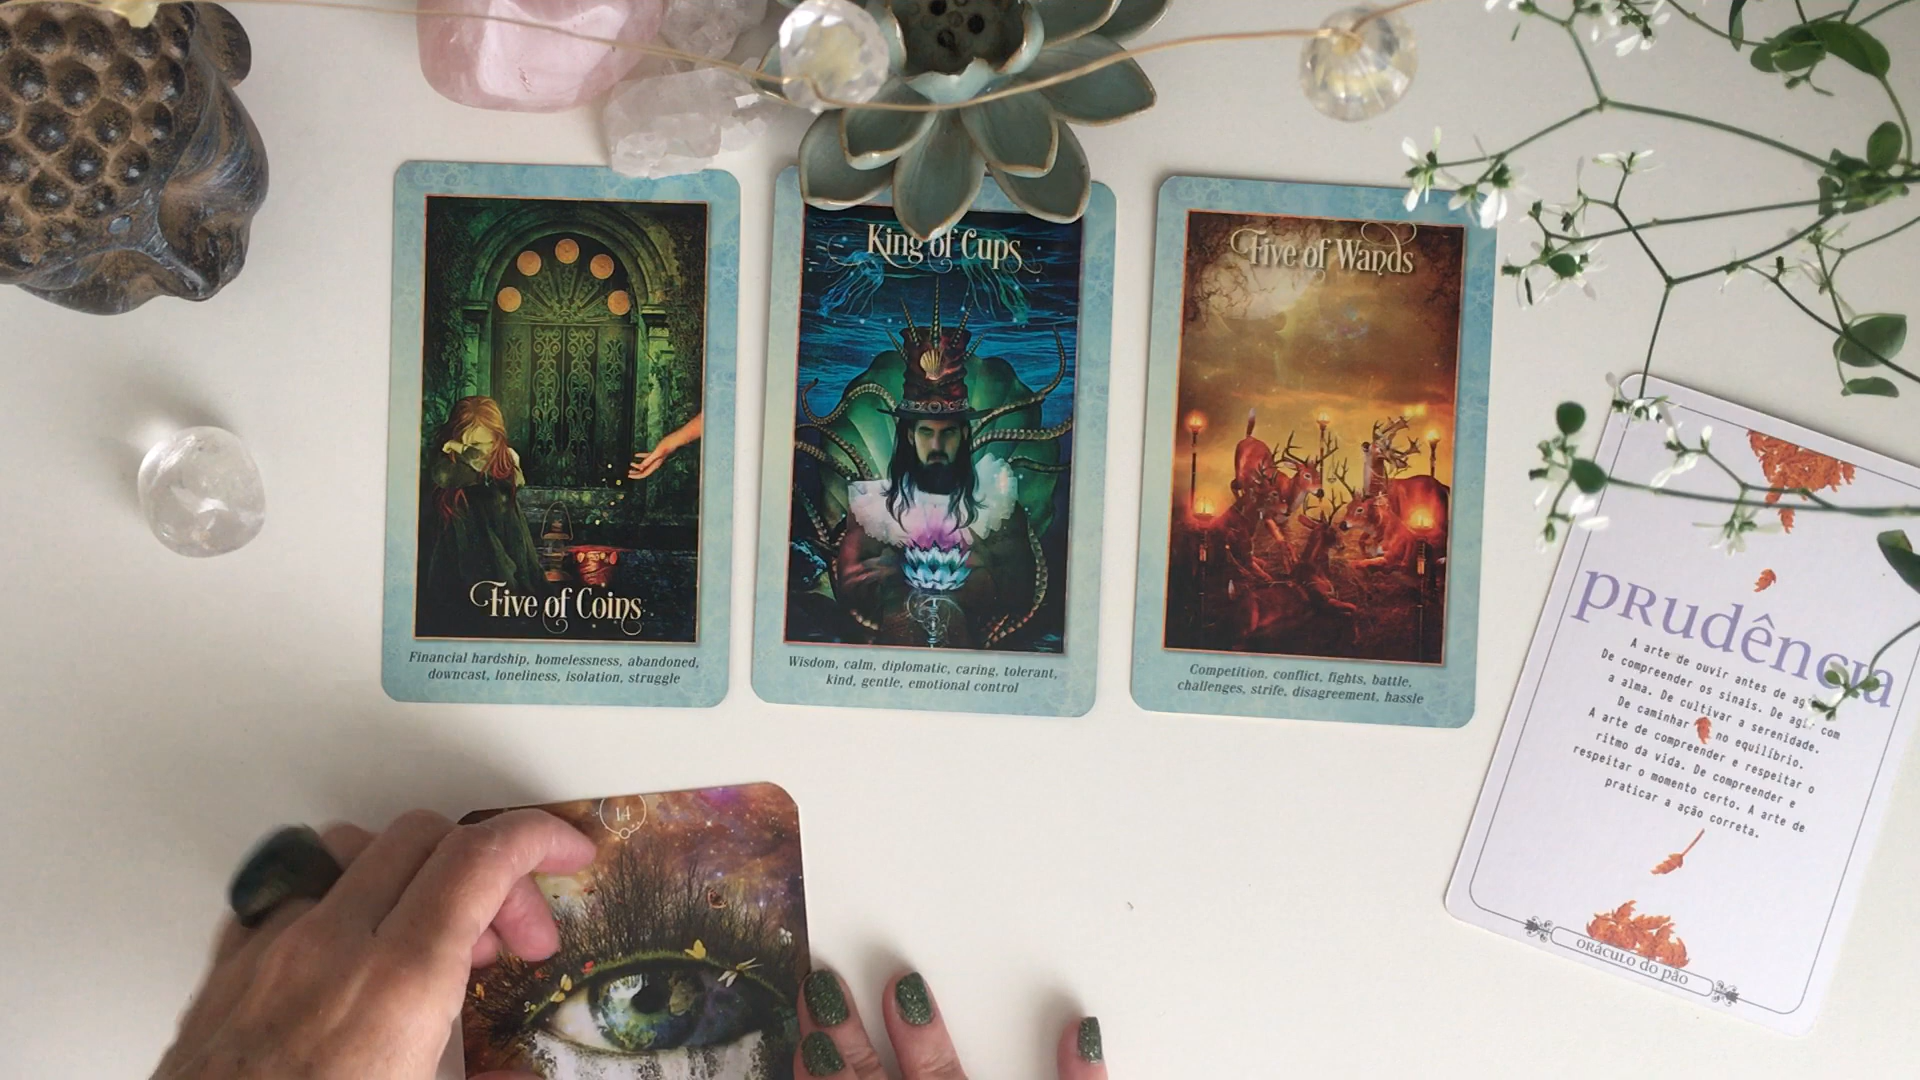 Five of Coins
Financial hardship, homelessness, abandoned,
downcast, loneliness, isolation, struggle
King of Cups
Wisdom, calm, diplomatic, caring, tolerant,
kind, gentle, emotional control
Five of Wands
Competition, conflict, fights, battle,
challenges, strife, disagreement, hassle
14
pRudência
A arte de ouvir antes de
De compreender os sinais. De com
a alma. De cultivar a serenidade.
De caminhar no equilíbrio.
A arte de compreender e respeitar o
ritmo da vida. De compreender e
respeitar o momento certo. A arte de
praticar a ação correta.
ORáculo do pão